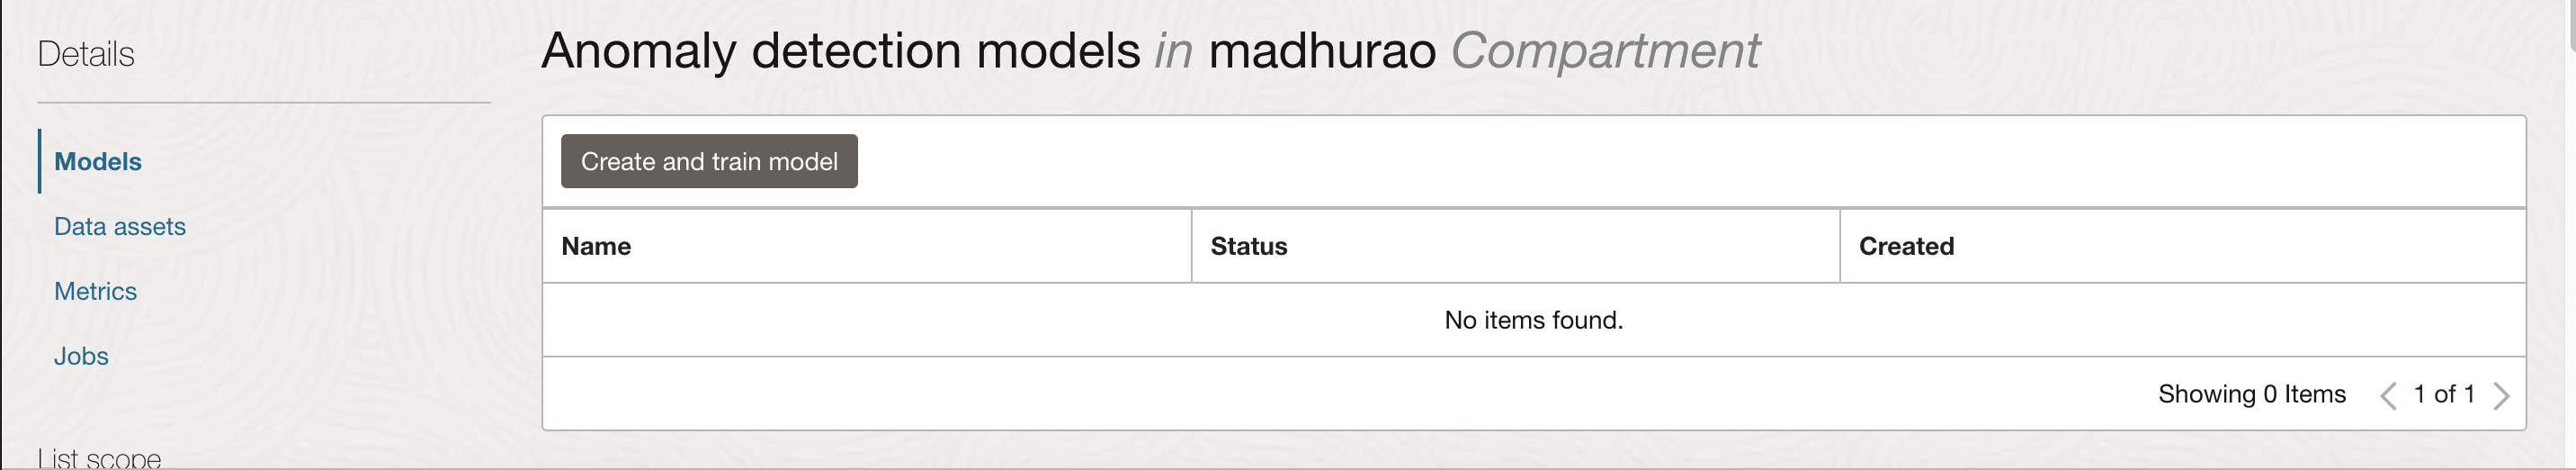 Details
Models
Data assets
Metrics
Jobs
List scope
Anomaly detection models in madhurao Compartment
Create and train model
Name Status Created
No items found.
Showing 0 Items 1 of 1